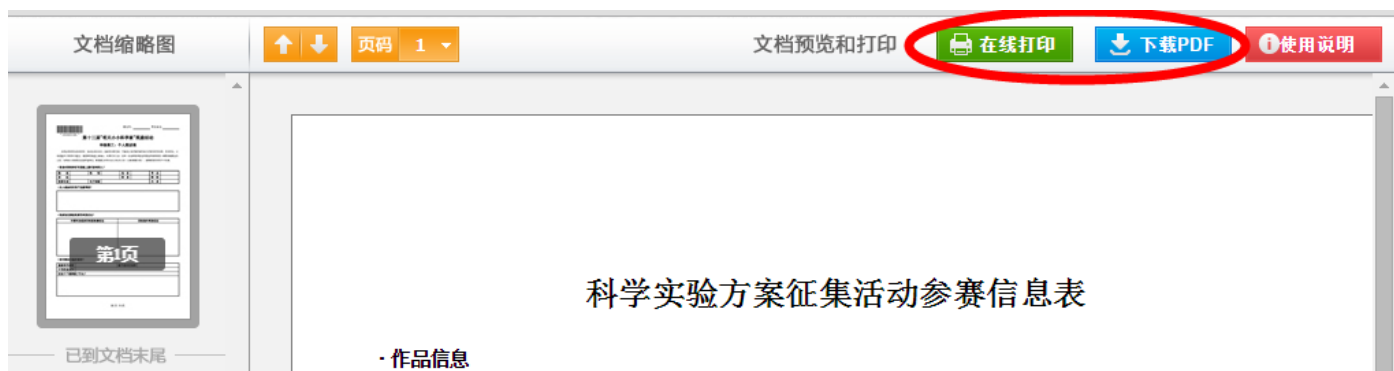 文档缩略图
页码 1
文档预览和打印
在线打印
下载PDF
使用说明
第1页
已到文档末尾
科学实验方案征集活动参赛信息表
·作品信息